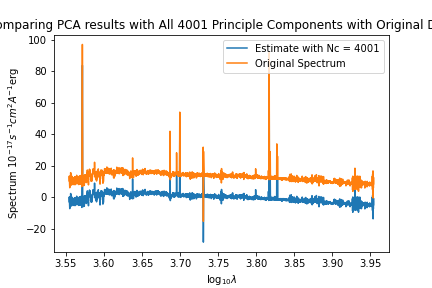 omparing PCA results with All 4001 Principle Components with Original D
Estimate with Nc = 4001
Original Spectrum
Spectrum 10⁻¹⁷s⁻¹cm²A⁻¹erg
100
80
60
40
20
0
−20
3.55 3.60 3.65 3.70 3.75 3.80 3.85 3.90 3.95
log₁₀λ